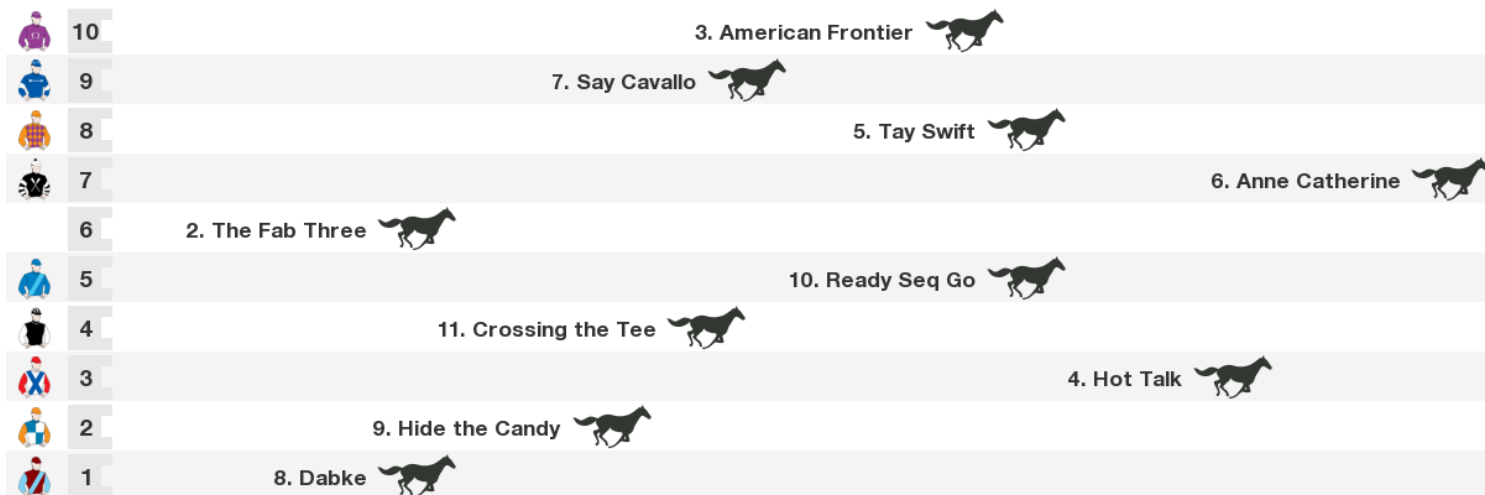 10 3. American Frontier
9 7. Say Cavallo
8 5. Tay Swift
7 6. Anne Catherine
6 2. The Fab Three
5 10. Ready Seq Go
4 11. Crossing the Tee
3 4. Hot Talk
2 9. Hide the Candy
1 8. Dabke